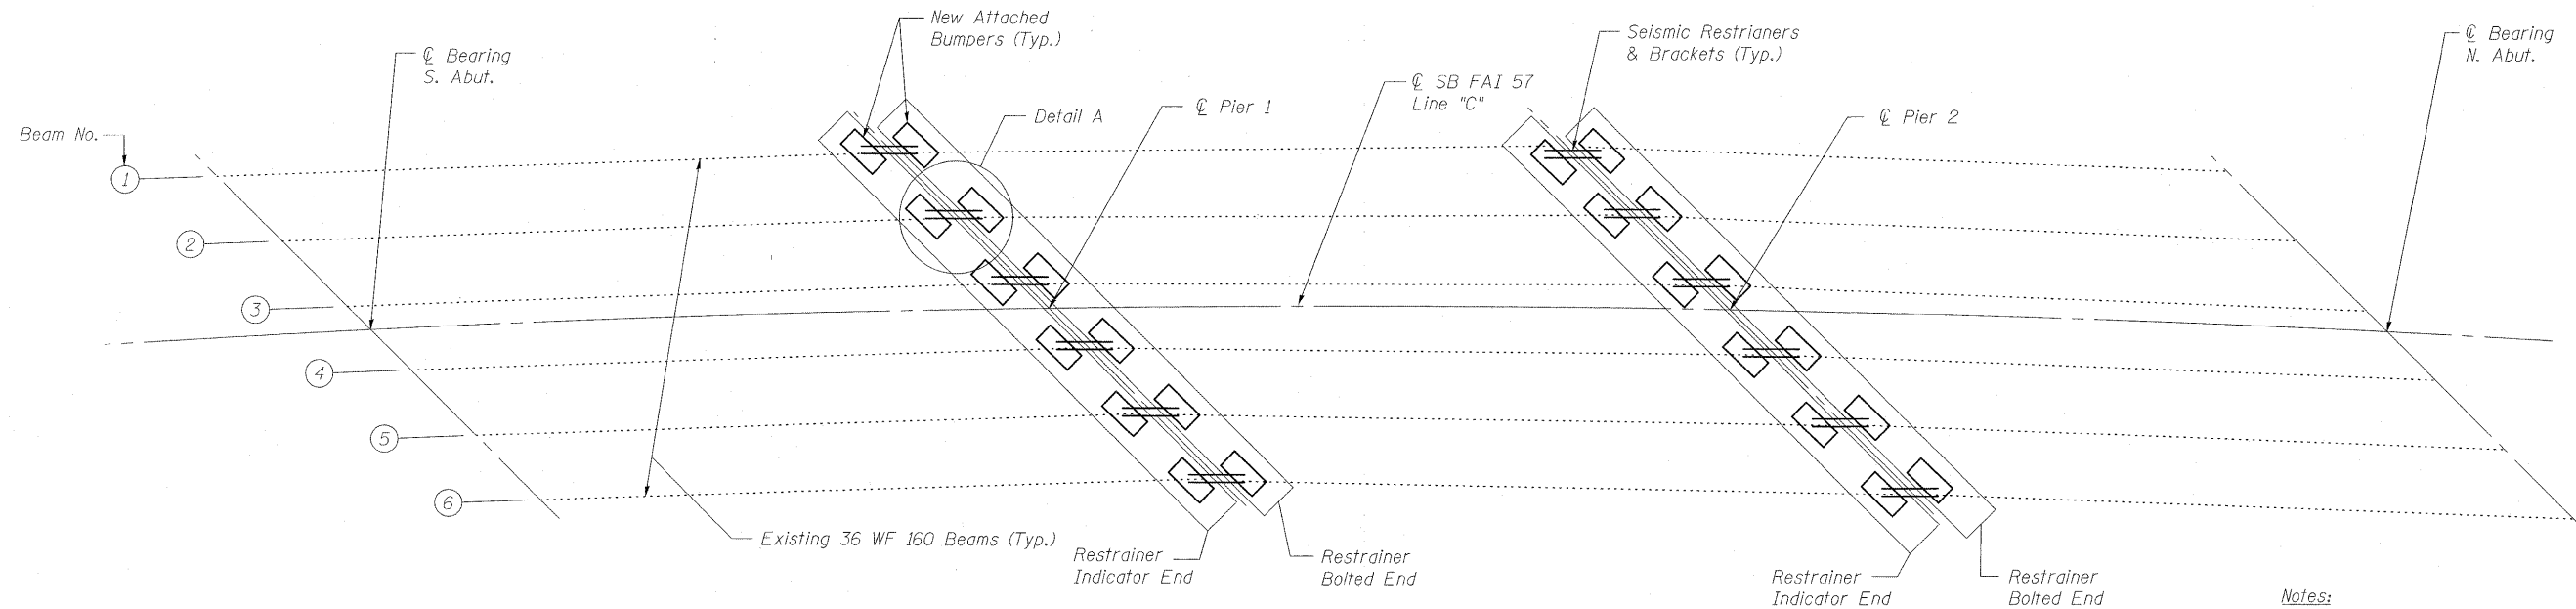 New Attached
Bumpers (Typ.)
℄ Bearing
S. Abut.
Seismic Restrianers
& Brackets (Typ.)
℄ Bearing
N. Abut.
℄ SB FAI 57
Line "C"
℄ Pier 1
Detail A
℄ Pier 2
Beam No.
1
2
3
4
5
6
Existing 36 WF 160 Beams (Typ.)
Restrainer
Indicator End
Restrainer
Bolted End
Restrainer
Indicator End
Restrainer
Bolted End
Notes: